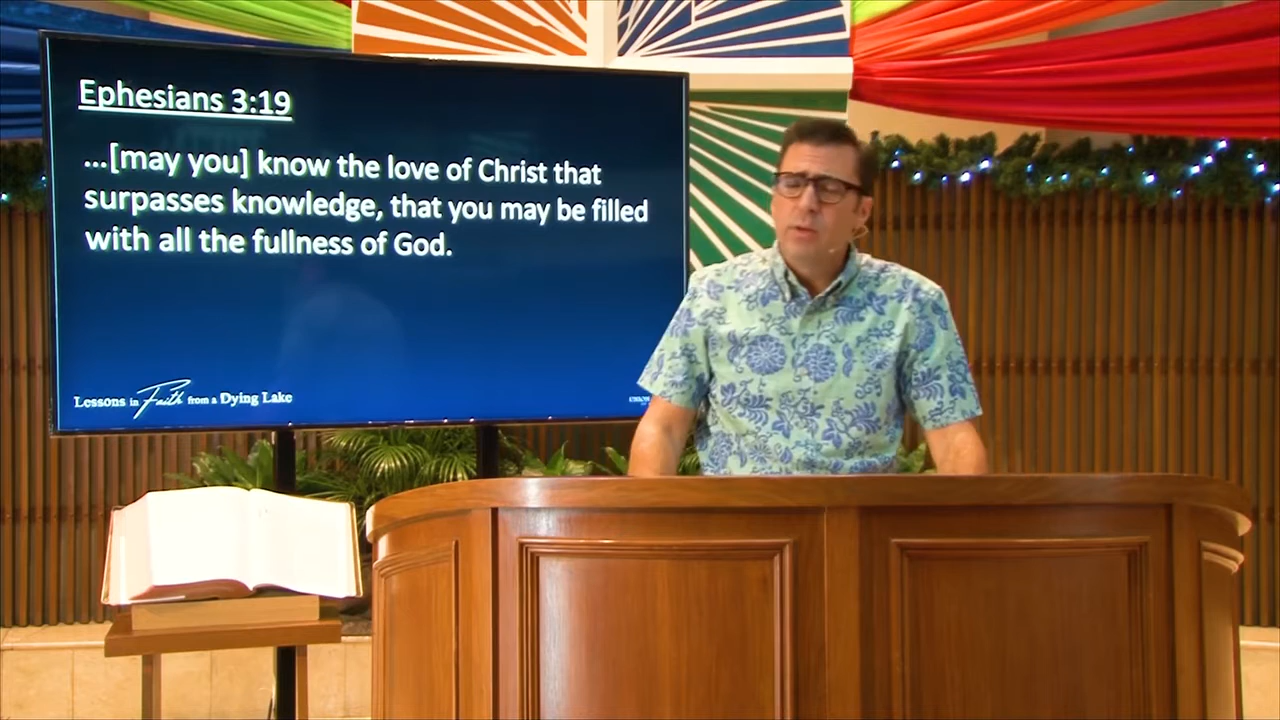 Ephesians 3:19
...[may you] know the love of Christ that
surpasses knowledge, that you may be filled
with all the fullness of God.
Lessons in Faith from a Dying Lake
UNION